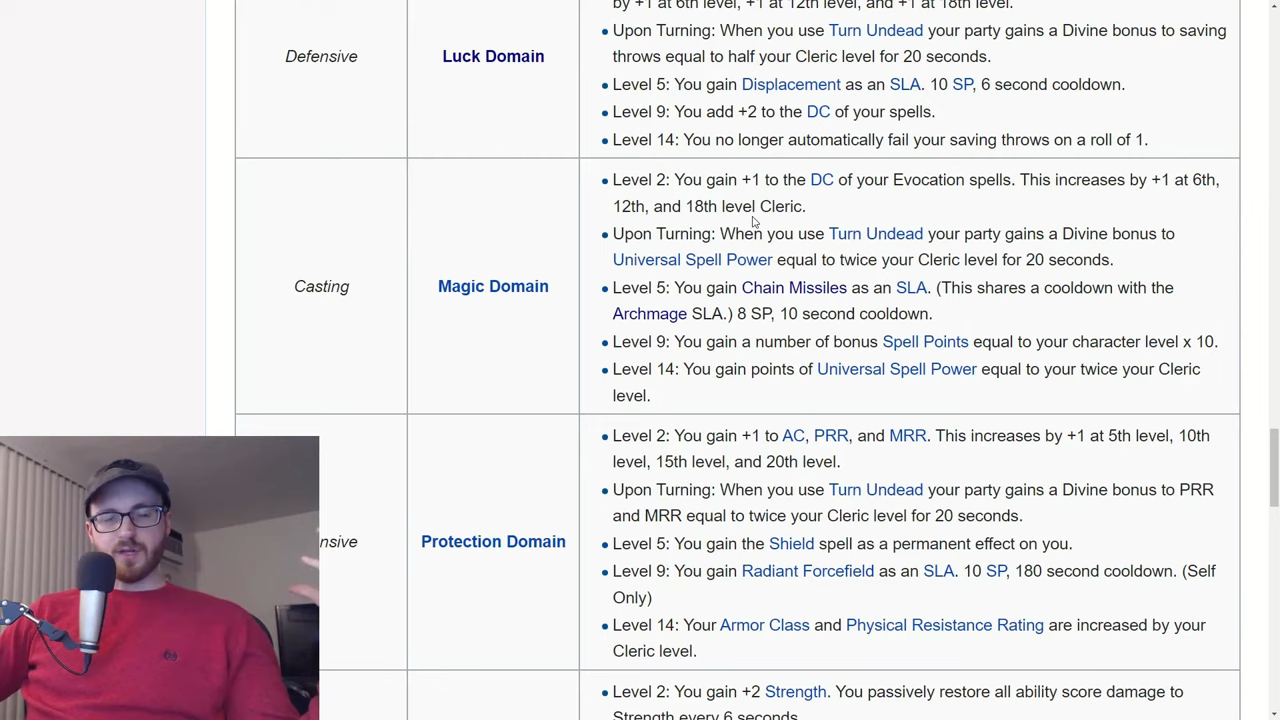 by +1 at 6th level, +1 at 12th level, and +1 at 18th level.
Defensive
Luck Domain
Upon Turning: When you use Turn Undead your party gains a Divine bonus to saving
throws equal to half your Cleric level for 20 seconds.
Level 5: You gain Displacement as an SLA. 10 SP, 6 second cooldown.
Level 9: You add +2 to the DC of your spells.
Level 14: You no longer automatically fail your saving throws on a roll of 1.
Casting
Magic Domain
Level 2: You gain +1 to the DC of your Evocation spells. This increases by +1 at 6th,
12th, and 18th level Cleric.
Upon Turning: When you use Turn Undead your party gains a Divine bonus to
Universal Spell Power equal to twice your Cleric level for 20 seconds.
Level 5: You gain Chain Missiles as an SLA. (This shares a cooldown with the
Archmage SLA.) 8 SP, 10 second cooldown.
Level 9: You gain a number of bonus Spell Points equal to your character level x 10.
Level 14: You gain points of Universal Spell Power equal to your twice your Cleric
level.
nsive
Protection Domain
Level 2: You gain +1 to AC, PRR, and MRR. This increases by +1 at 5th level, 10th
level, 15th level, and 20th level.
Upon Turning: When you use Turn Undead your party gains a Divine bonus to PRR
and MRR equal to twice your Cleric level for 20 seconds.
Level 5: You gain the Shield spell as a permanent effect on you.
Level 9: You gain Radiant Forcefield as an SLA. 10 SP, 180 second cooldown. (Self
Only)
Level 14: Your Armor Class and Physical Resistance Rating are increased by your
Cleric level.
Level 2: You gain +2 Strength. You passively restore all ability score damage to
Strength every 6 seconds.